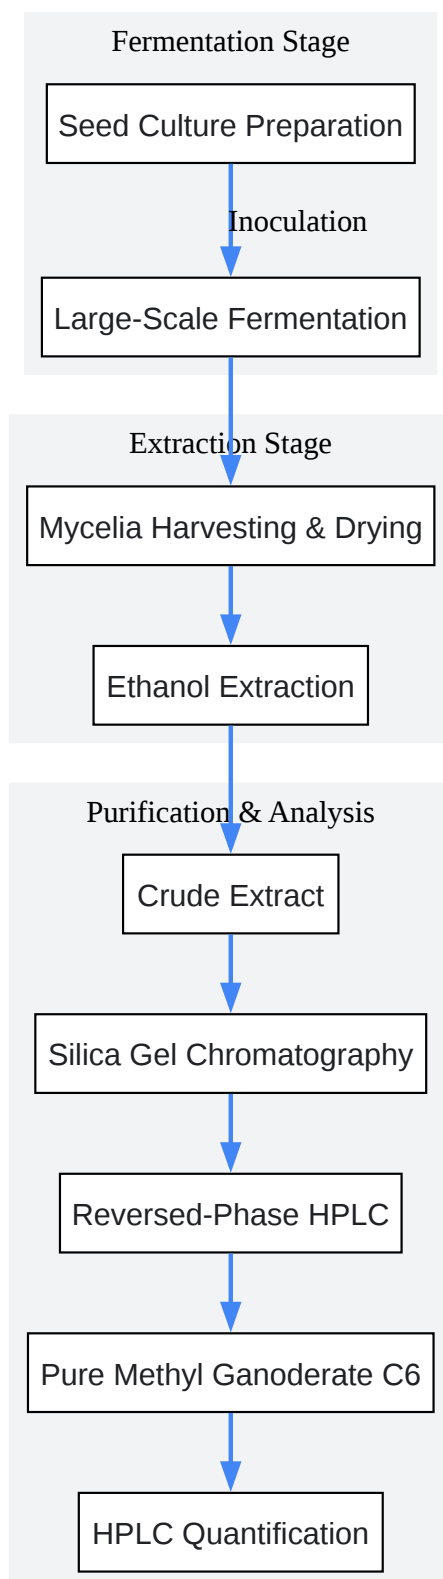 Fermentation Stage
Seed Culture Preparation
Inoculation
Large-Scale Fermentation
Extraction Stage
Mycelia Harvesting & Drying
Ethanol Extraction
Purification & Analysis
Crude Extract
Silica Gel Chromatography
Reversed-Phase HPLC
Pure Methyl Ganoderate C6
HPLC Quantification